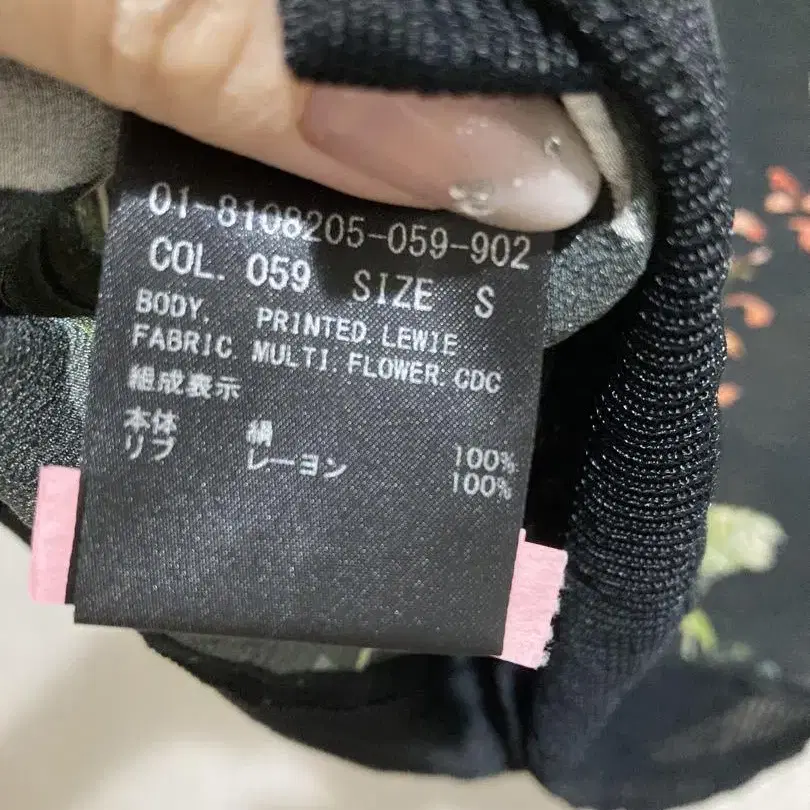 01-8108205-059-902
COL. 059 SIZE S
BODY. PRINTED.LEWIE
FABRIC MULTI.FLOWER.CDC
組成表示
本体 絹 100%
リブ レーヨン 100%